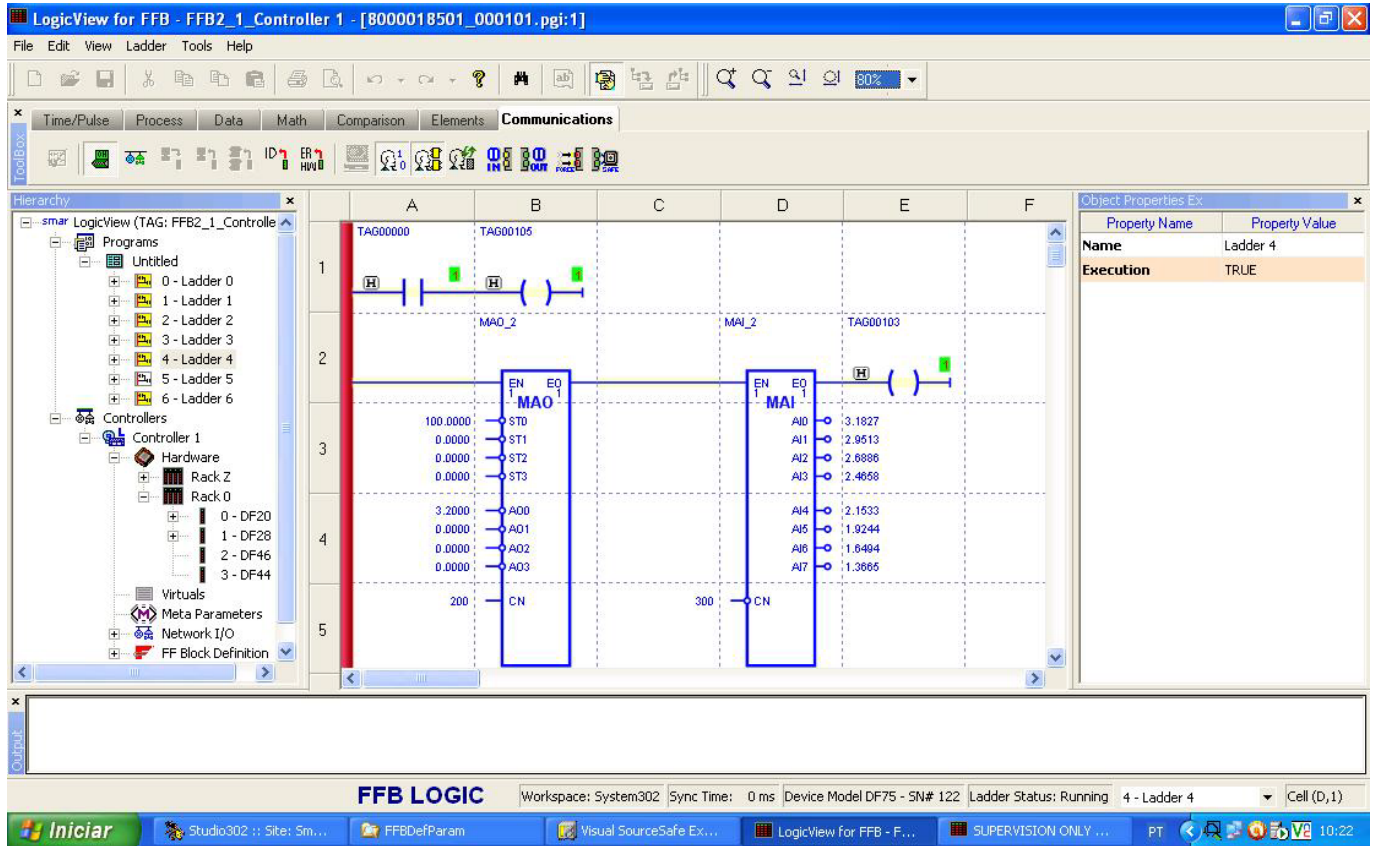 LogicView for FFB - FFB2_1_Controller 1 - [8000018501_000101.pgi:1]
File Edit View Ladder Tools Help
80%
Time/Pulse Process Data Math Comparison Elements Communications
ToolBox
Hierarchy
smar LogicView (TAG: FFB2_1_Controlle
Programs
Untitled
0 - Ladder 0
1 - Ladder 1
2 - Ladder 2
3 - Ladder 3
4 - Ladder 4
5 - Ladder 5
6 - Ladder 6
Controllers
Controller 1
Hardware
Rack Z
Rack 0
0 - DF20
1 - DF28
2 - DF46
3 - DF44
Virtuals
Meta Parameters
Network I/O
FF Block Definition
A B C D E F
1
TAG00000 TAG00105
H 1 H 1
2
MAO_2 MAI_2 TAG00103
H 1
EN EO EN EO
1 1 1 1
MAO MAI
3
100.0000 ST0 AI0 3.1827
0.0000 ST1 AI1 2.9513
0.0000 ST2 AI2 2.6886
0.0000 ST3 AI3 2.4658
4
3.2000 AO0 AI4 2.1533
0.0000 AO1 AI5 1.9244
0.0000 AO2 AI6 1.6494
0.0000 AO3 AI7 1.3665
5
200 CN 300 CN
Object Properties Ex
Property Name Property Value
Name Ladder 4
Execution TRUE
Output
FFB LOGIC Workspace: System302 Sync Time: 0 ms Device Model DF75 - SN# 122 Ladder Status: Running 4 - Ladder 4 Cell (D,1)
Iniciar Studio302 :: Site: Sm... FFBDefParam Visual SourceSafe Ex... LogicView for FFB - F... SUPERVISION ONLY ... PT 10:22